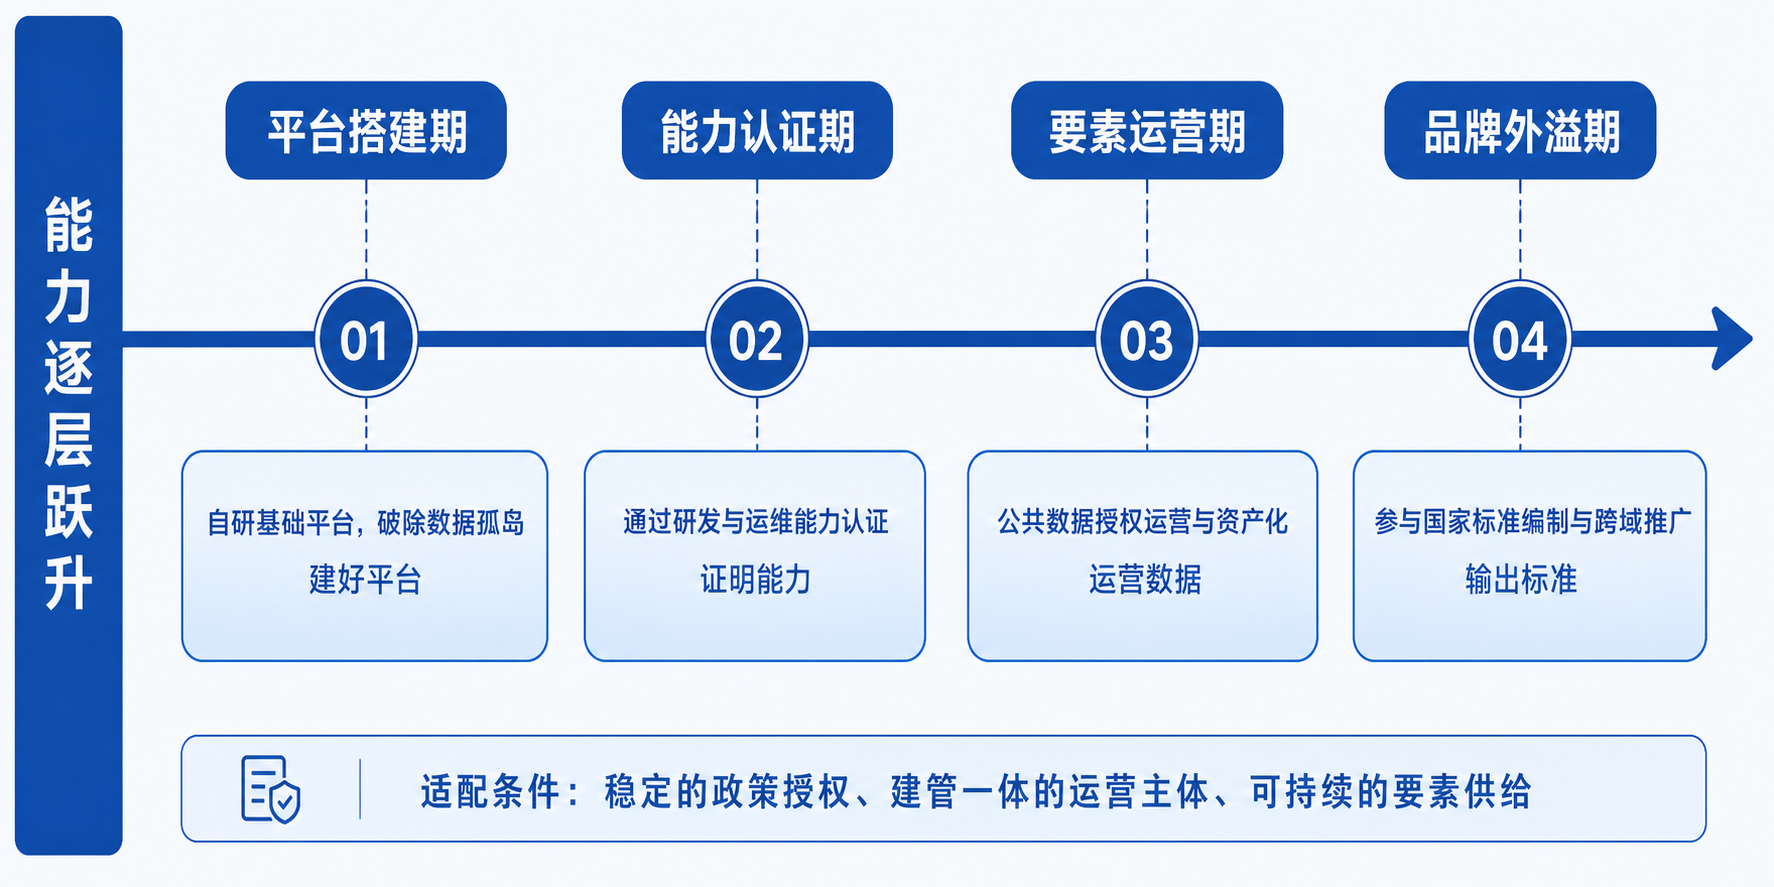 能力逐层跃升
平台搭建期
能力认证期
要素运营期
品牌外溢期
01
02
03
04
自研基础平台，破除数据孤岛
建好平台
通过研发与运维能力认证
证明能力
公共数据授权运营与资产化
运营数据
参与国家标准编制与跨域推广
输出标准
适配条件：稳定的政策授权、建管一体的运营主体、可持续的要素供给